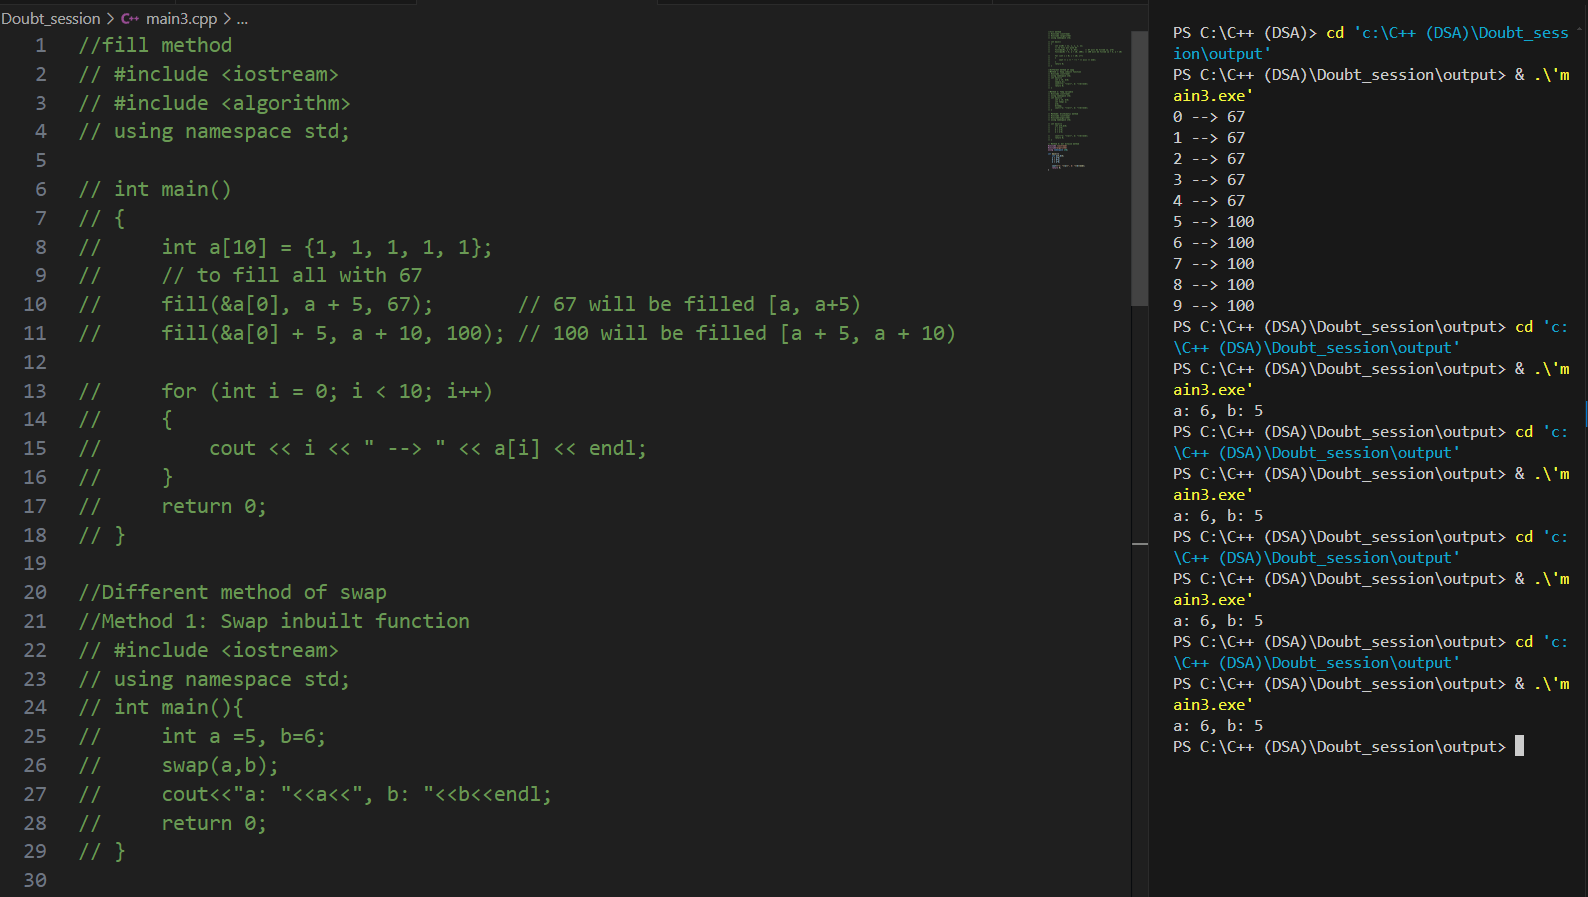 Doubt_session > C++ main3.cpp > ...
1 //fill method
2 // #include <iostream>
3 // #include <algorithm>
4 // using namespace std;
5
6 // int main()
7 // {
8 //     int a[10] = {1, 1, 1, 1, 1};
9 //     // to fill all with 67
10 //     fill(&a[0], a + 5, 67);       // 67 will be filled [a, a+5)
11 //     fill(&a[0] + 5, a + 10, 100); // 100 will be filled [a + 5, a + 10)
12
13 //     for (int i = 0; i < 10; i++)
14 //     {
15 //         cout << i << " --> " << a[i] << endl;
16 //     }
17 //     return 0;
18 // }
19
20 //Different method of swap
21 //Method 1: Swap inbuilt function
22 // #include <iostream>
23 // using namespace std;
24 // int main(){
25 //     int a =5, b=6;
26 //     swap(a,b);
27 //     cout<<"a: "<<a<<", b: "<<b<<endl;
28 //     return 0;
29 // }
30
PS C:\C++ (DSA)> cd 'c:\C++ (DSA)\Doubt_sess
ion\output'
PS C:\C++ (DSA)\Doubt_session\output> & .\'m
ain3.exe'
0 --> 67
1 --> 67
2 --> 67
3 --> 67
4 --> 67
5 --> 100
6 --> 100
7 --> 100
8 --> 100
9 --> 100
PS C:\C++ (DSA)\Doubt_session\output> cd 'c:
\C++ (DSA)\Doubt_session\output'
PS C:\C++ (DSA)\Doubt_session\output> & .\'m
ain3.exe'
a: 6, b: 5
PS C:\C++ (DSA)\Doubt_session\output> cd 'c:
\C++ (DSA)\Doubt_session\output'
PS C:\C++ (DSA)\Doubt_session\output> & .\'m
ain3.exe'
a: 6, b: 5
PS C:\C++ (DSA)\Doubt_session\output> cd 'c:
\C++ (DSA)\Doubt_session\output'
PS C:\C++ (DSA)\Doubt_session\output> & .\'m
ain3.exe'
a: 6, b: 5
PS C:\C++ (DSA)\Doubt_session\output> cd 'c:
\C++ (DSA)\Doubt_session\output'
PS C:\C++ (DSA)\Doubt_session\output> & .\'m
ain3.exe'
a: 6, b: 5
PS C:\C++ (DSA)\Doubt_session\output>